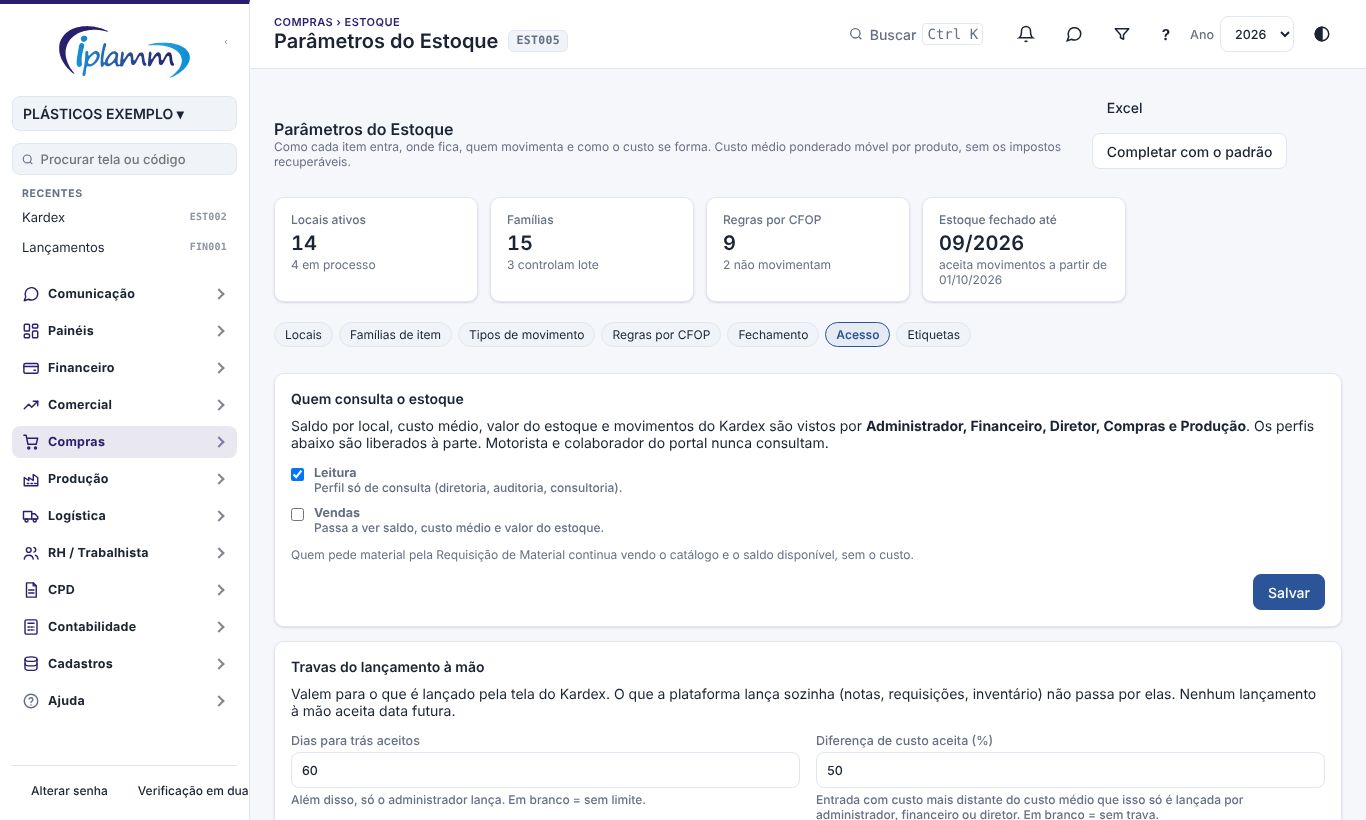 iplamm
PLÁSTICOS EXEMPLO ▾
Procurar tela ou código
RECENTES
Kardex EST002
Lançamentos FIN001
Comunicação
Painéis
Financeiro
Comercial
Compras
Produção
Logística
RH / Trabalhista
CPD
Contabilidade
Cadastros
Ajuda
Alterar senha Verificação em dua
COMPRAS › ESTOQUE
Parâmetros do Estoque EST005
Buscar Ctrl K
? Ano 2026
Parâmetros do Estoque
Como cada item entra, onde fica, quem movimenta e como o custo se forma. Custo médio ponderado móvel por produto, sem os impostos
recuperáveis.
Excel
Completar com o padrão
Locais ativos
14
4 em processo
Famílias
15
3 controlam lote
Regras por CFOP
9
2 não movimentam
Estoque fechado até
09/2026
aceita movimentos a partir de
01/10/2026
Locais Famílias de item Tipos de movimento Regras por CFOP Fechamento Acesso Etiquetas
Quem consulta o estoque
Saldo por local, custo médio, valor do estoque e movimentos do Kardex são vistos por Administrador, Financeiro, Diretor, Compras e Produção. Os perfis
abaixo são liberados à parte. Motorista e colaborador do portal nunca consultam.
Leitura
Perfil só de consulta (diretoria, auditoria, consultoria).
Vendas
Passa a ver saldo, custo médio e valor do estoque.
Quem pede material pela Requisição de Material continua vendo o catálogo e o saldo disponível, sem o custo.
Salvar
Travas do lançamento à mão
Valem para o que é lançado pela tela do Kardex. O que a plataforma lança sozinha (notas, requisições, inventário) não passa por elas. Nenhum lançamento
à mão aceita data futura.
Dias para trás aceitos
60
Além disso, só o administrador lança. Em branco = sem limite.
Diferença de custo aceita (%)
50
Entrada com custo mais distante do custo médio que isso só é lançada por
administrador, financeiro ou diretor. Em branco = sem trava.